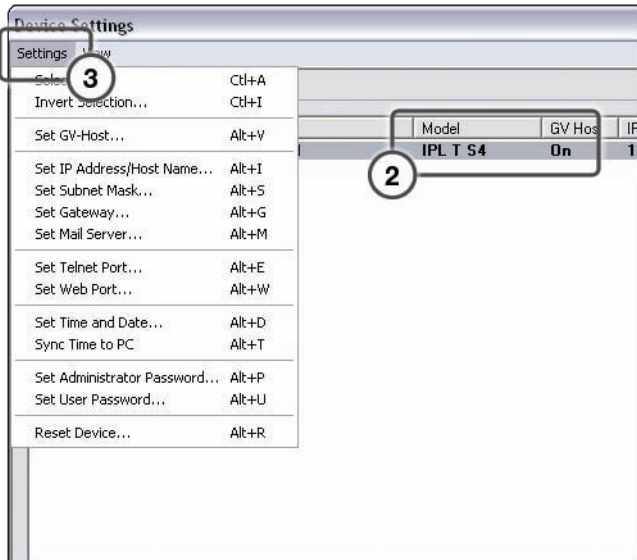 Device Settings
Settings View
3
Ctl+A
Invert Selection... Ctl+I
Set GV-Host... Alt+V
Set IP Address/Host Name... Alt+I
Set Subnet Mask... Alt+S
Set Gateway... Alt+G
Set Mail Server... Alt+M
Set Telnet Port... Alt+E
Set Web Port... Alt+W
Set Time and Date... Alt+D
Sync Time to PC Alt+T
Set Administrator Password... Alt+P
Set User Password... Alt+U
Reset Device... Alt+R
Model GV Hos IP
IPL T S4 On 1
2